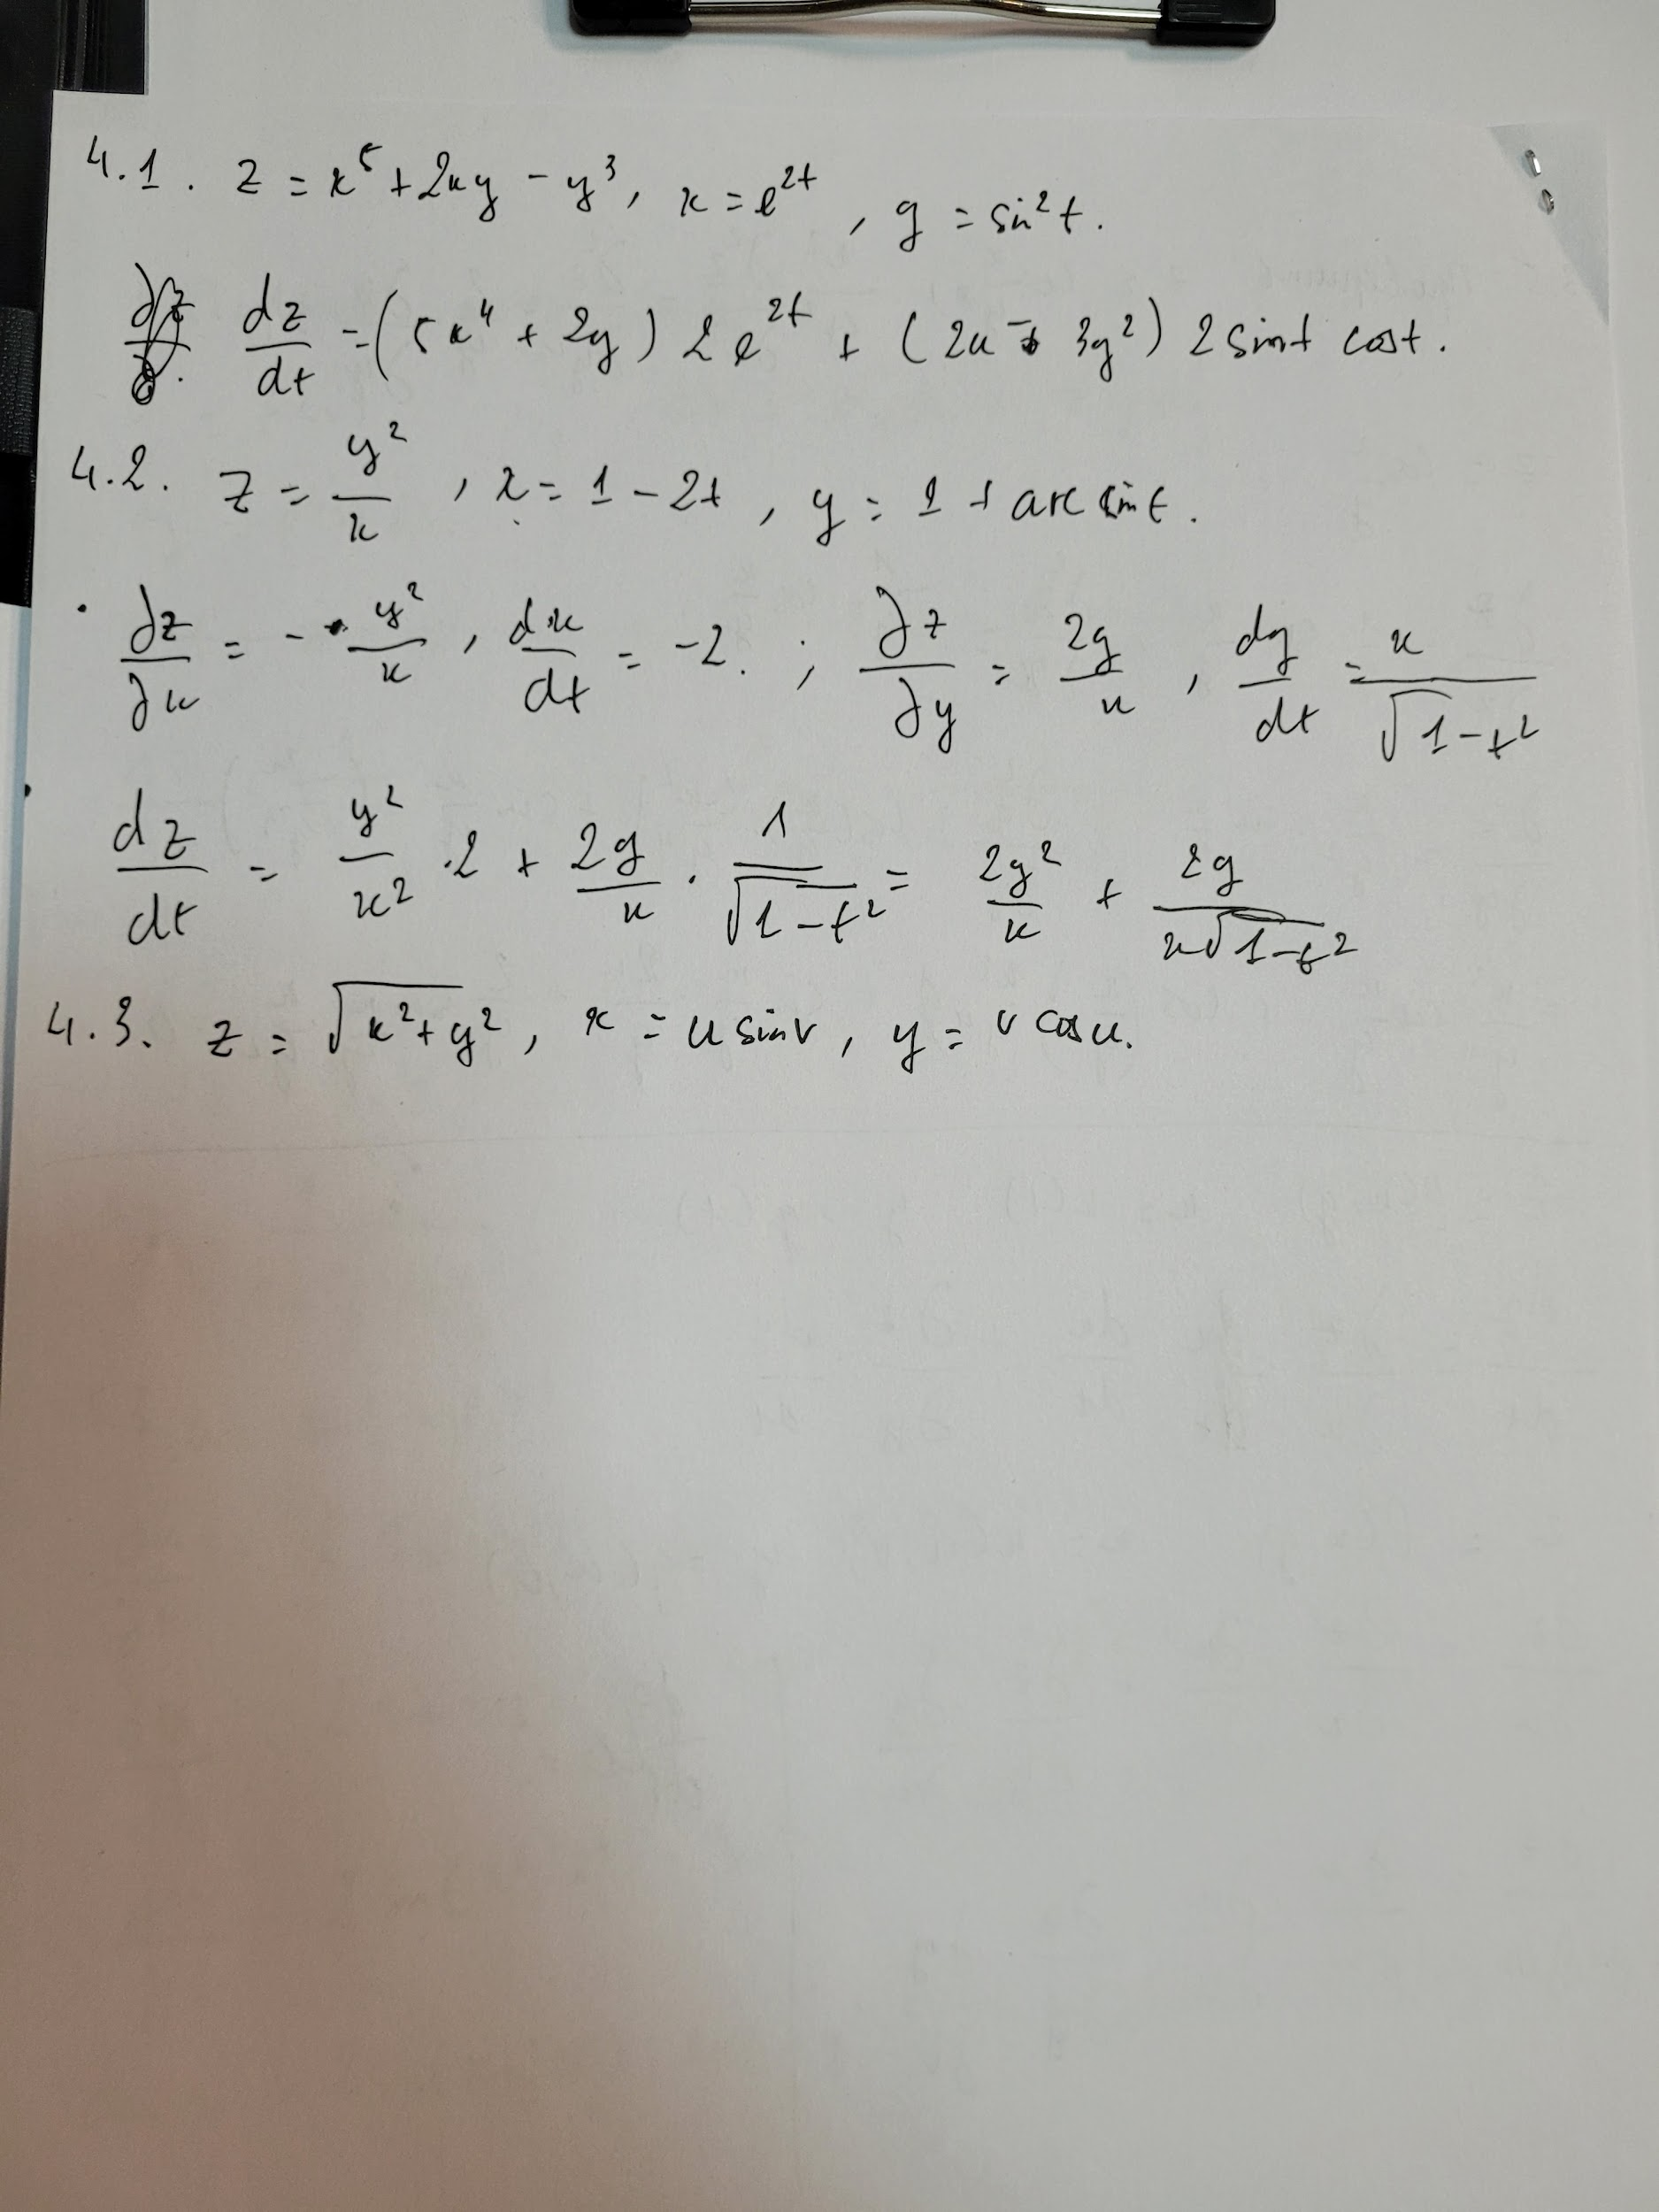 4.1. z = x⁵ + 2xy - y³, x = e²ᵗ, y = sin²t.
dz/dt = (5x⁴ + 2y) 2e²ᵗ + (2x - 3y²) 2 sint cost.
4.2. z = y²/x, x = 1 - 2t, y = 1 + arcsint.
∂z/∂x = - y²/x, dx/dt = -2. ; ∂z/∂y = 2y/x, dy/dt = x/√(1-t²)
dz/dt = y²/x² · 2 + 2y/x · 1/√(1-t²) = 2y²/x + 2y/(x√(1-t²))
4.3. z = √(x²+y²), x = u sinv, y = v cosu.